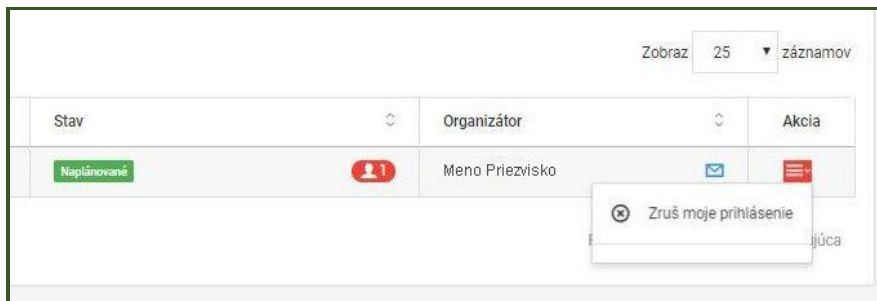 Zobraz 25 záznamov
Stav Organizátor Akcia
Naplánované 1 Meno Priezvisko
Zruš moje prihlásenie